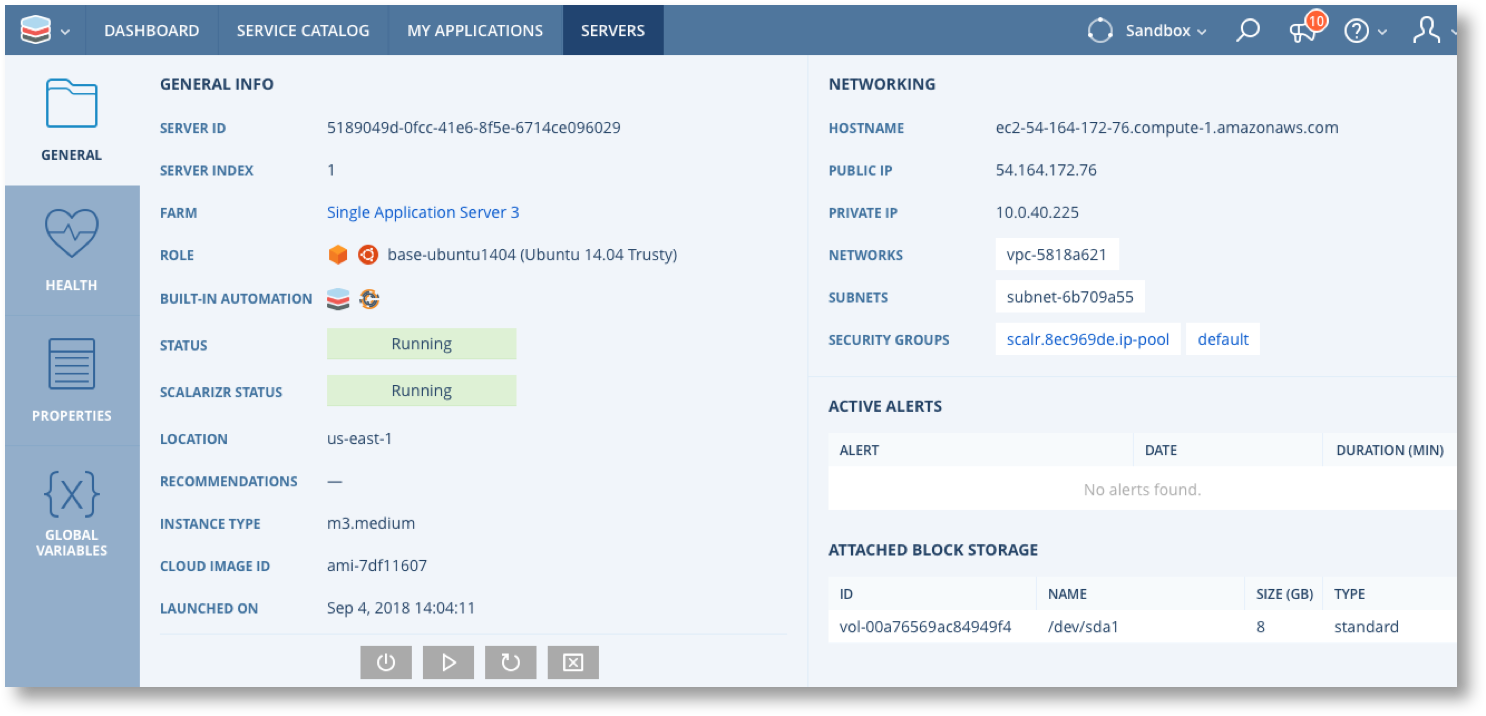 DASHBOARD SERVICE CATALOG MY APPLICATIONS SERVERS Sandbox 10
GENERAL
HEALTH
PROPERTIES
GLOBAL
VARIABLES
GENERAL INFO
SERVER ID 5189049d-0fcc-41e6-8f5e-6714ce096029
SERVER INDEX 1
FARM Single Application Server 3
ROLE base-ubuntu1404 (Ubuntu 14.04 Trusty)
BUILT-IN AUTOMATION
STATUS Running
SCALARIZR STATUS Running
LOCATION us-east-1
RECOMMENDATIONS —
INSTANCE TYPE m3.medium
CLOUD IMAGE ID ami-7df11607
LAUNCHED ON Sep 4, 2018 14:04:11
NETWORKING
HOSTNAME ec2-54-164-172-76.compute-1.amazonaws.com
PUBLIC IP 54.164.172.76
PRIVATE IP 10.0.40.225
NETWORKS vpc-5818a621
SUBNETS subnet-6b709a55
SECURITY GROUPS scalr.8ec969de.ip-pool default
ACTIVE ALERTS
ALERT DATE DURATION (MIN)
No alerts found.
ATTACHED BLOCK STORAGE
ID NAME SIZE (GB) TYPE
vol-00a76569ac84949f4 /dev/sda1 8 standard